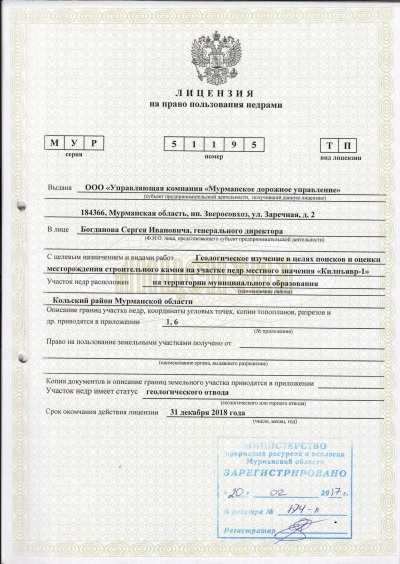 ЛИЦЕНЗИЯ
на право пользования недрами
М У Р 5 1 1 9 5 Т П
серия номер вид лицензии
Выдана ООО «Управляющая компания «Мурманское дорожное управление»
(субъект предпринимательской деятельности, получивший данную лицензию)
184366, Мурманская область, нп. Зверосовхоз, ул. Заречная, д. 2
В лице Богданова Сергея Ивановича, генерального директора
(Ф.И.О. лица, представляющего субъект предпринимательской деятельности)
С целевым назначением и видами работ Геологическое изучение в целях поисков и оценки
месторождения строительного камня на участке недр местного значения «Килпъявр-1»
Участок недр расположен на территории муниципального образования
(наименование района)
Кольский район Мурманской области
Описание границ участка недр, координаты угловых точек, копии топопланов, разрезов и
др. приводятся в приложении 1, 6
(№ приложения)
Право на пользование земельными участками получено от
(наименование органа, выдавшего разрешение)
Копии документов и описание границ земельного участка приводятся в приложении
Участок недр имеет статус геологического отвода
(геологического или горного отвода)
Срок окончания действия лицензии 31 декабря 2018 года
(число, месяц, год)
МИНИСТЕРСТВО
природных ресурсов и экологии
Мурманской области
ЗАРЕГИСТРИРОВАНО
«20» 02 2017 г.
В реестре № 194-л
Регистратор